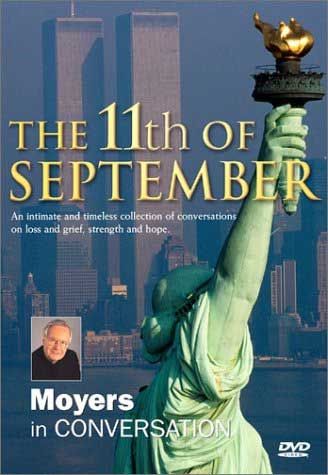 THE 11th OF
SEPTEMBER
An intimate and timeless collection of conversations
on loss and grief, strength and hope.
Moyers
in CONVERSATION
DVD
VIDEO